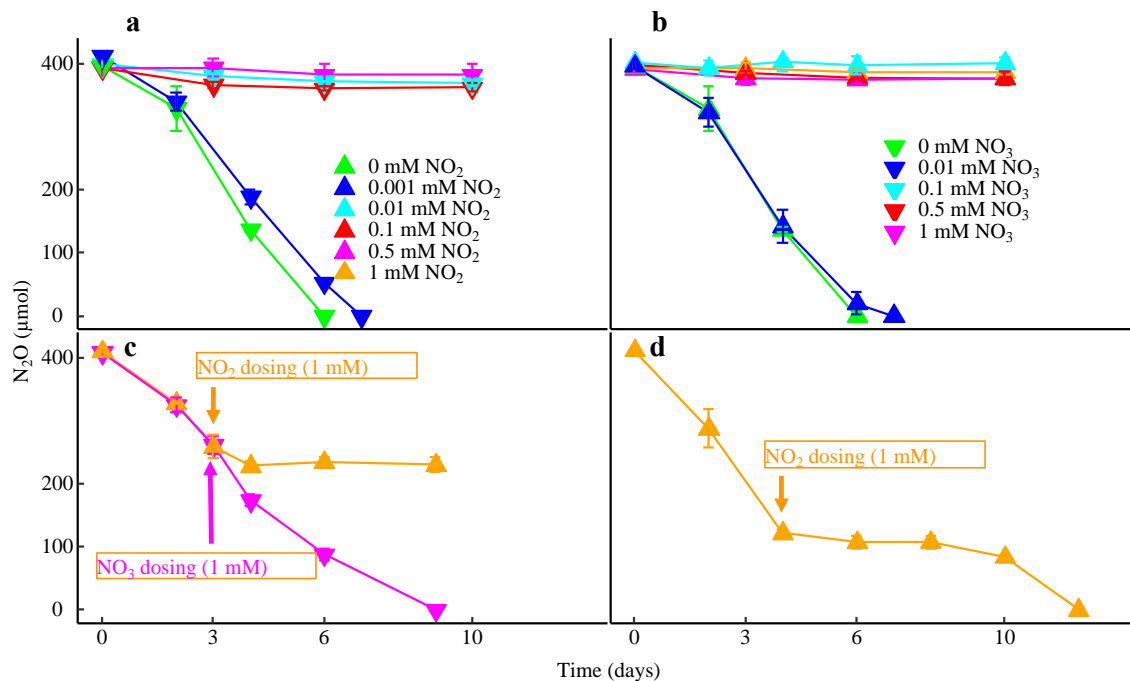 a
b
400
200
100
0
0 mM NO₂
0.001 mM NO₂
0.01 mM NO₂
0.1 mM NO₂
0.5 mM NO₂
1 mM NO₂
0 mM NO₃
0.01 mM NO₃
0.1 mM NO₃
0.5 mM NO₃
1 mM NO₃
N₂O (µmol)
c
d
400
200
100
0
NO₂ dosing (1 mM)
NO₃ dosing (1 mM)
NO₂ dosing (1 mM)
0 3 6 10
0 3 6 10
Time (days)